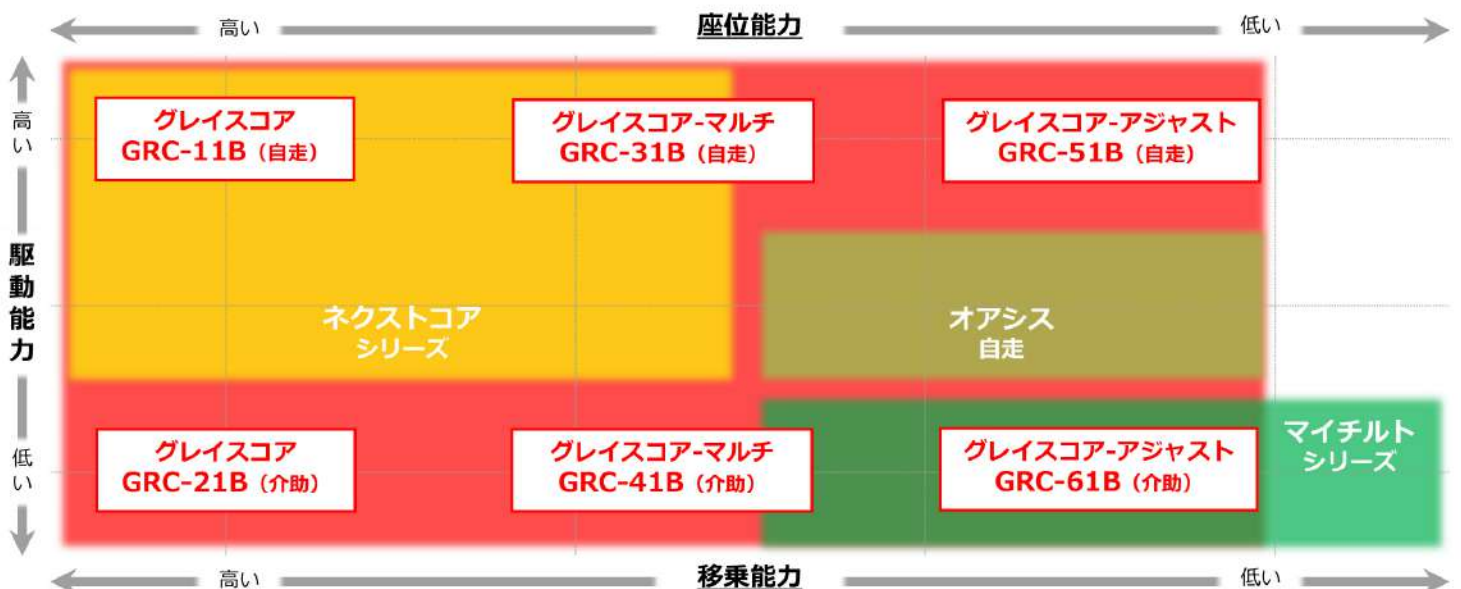 高い
座位能力
低い
高い
グレイスコア
GRC-11B（自走）
グレイスコア-マルチ
GRC-31B（自走）
グレイスコア-アジャスト
GRC-51B（自走）
駆動能力
ネクストコア
シリーズ
オアシス
自走
低い
グレイスコア
GRC-21B（介助）
グレイスコア-マルチ
GRC-41B（介助）
グレイスコア-アジャスト
GRC-61B（介助）
マイチルト
シリーズ
高い
移乗能力
低い